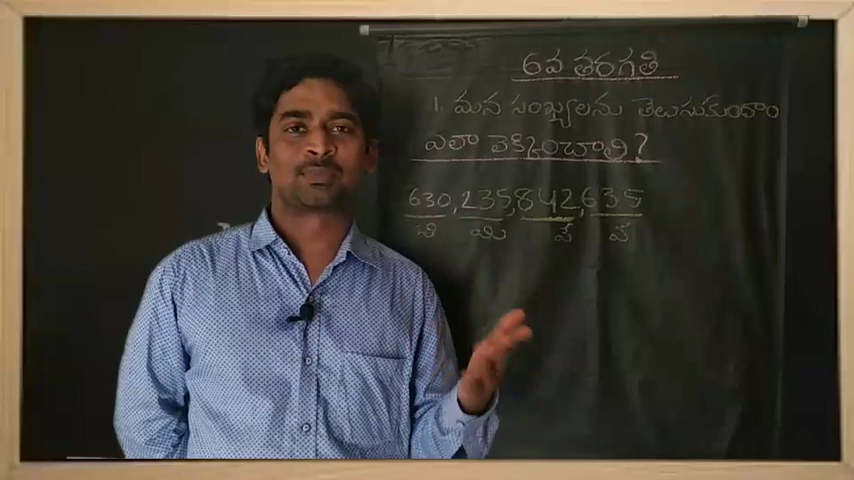 6వ తరగతి
1. మన సంఖ్యలను తెలుసుకుందాం
ఎలా లెక్కించాలి?
630,235,842,635
బి మి వే వ